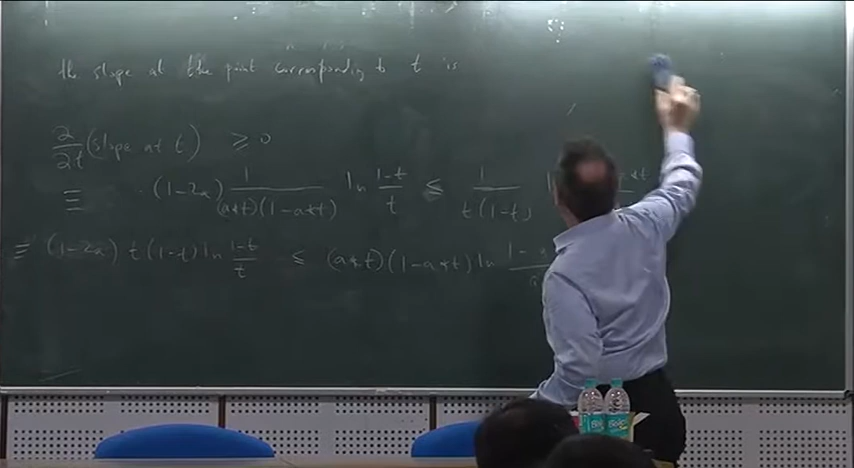 the slope at the point corresponding to t is
∂/∂t (slope at t) ≥ 0
≡ (1-2a) 1/((a*t)(1-a*t)) ln (1-t)/t ≤ 1/(t(1-t))
≡ (1-2a) t(1-t) ln (1-t)/t ≤ (a*t)(1-a*t) ln